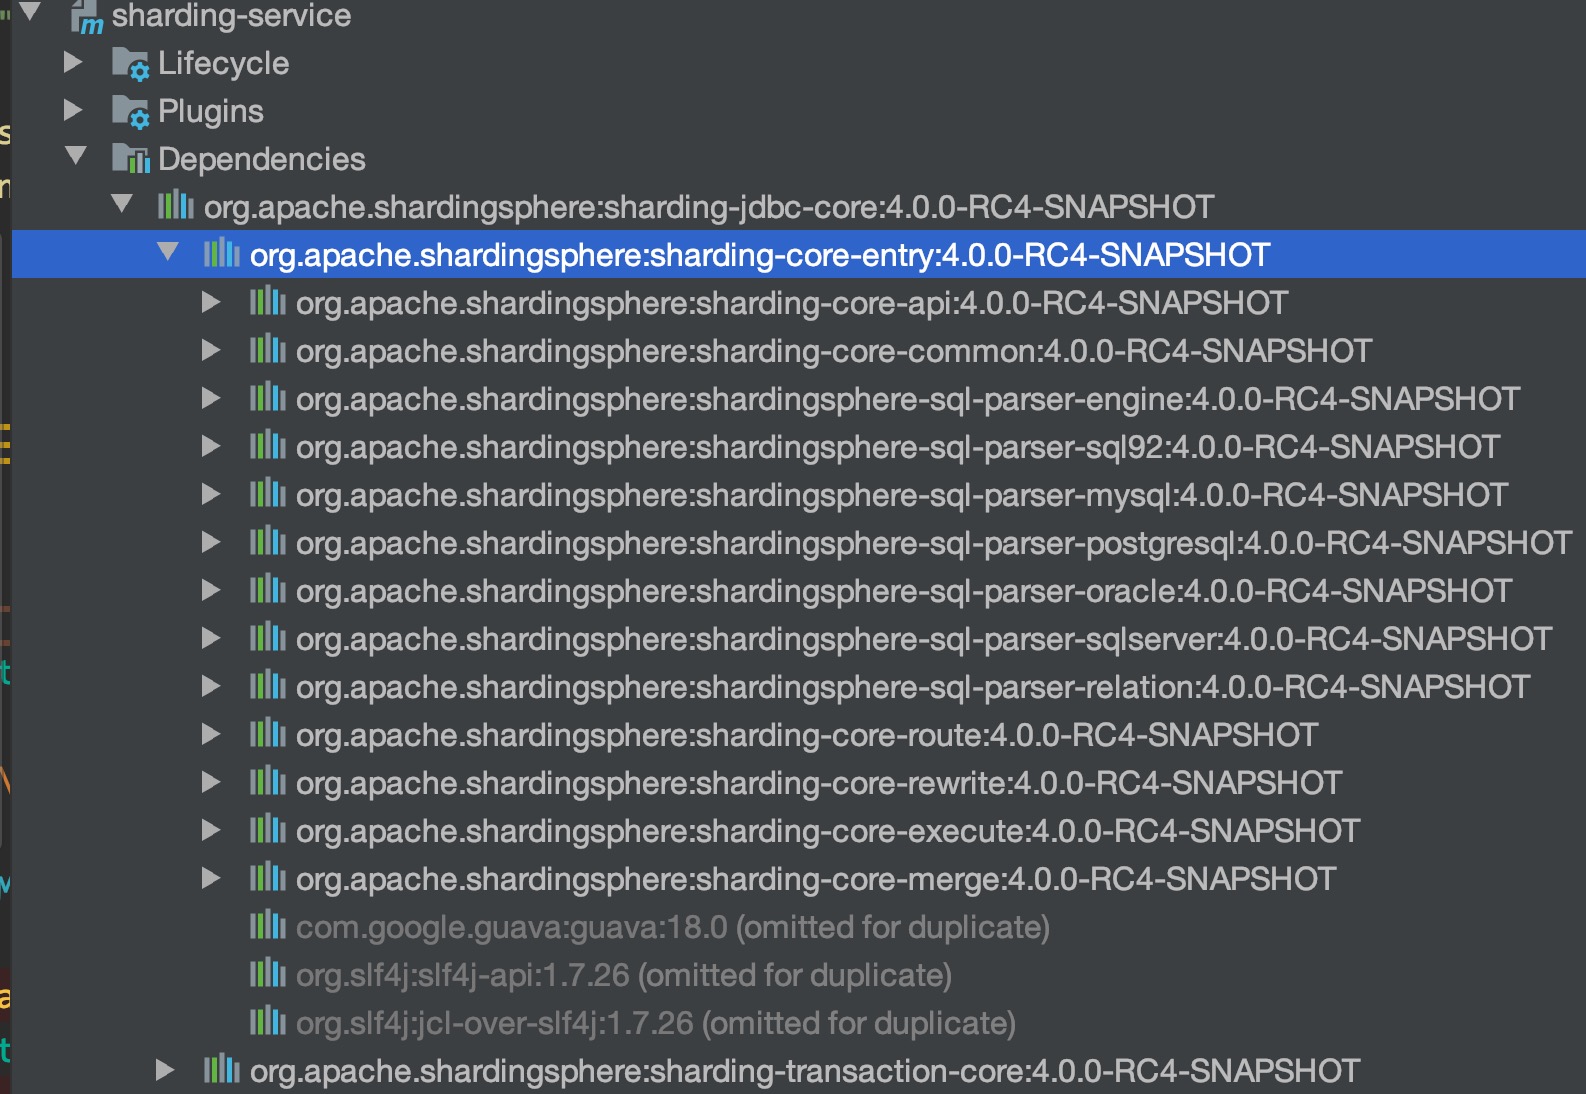 sharding-service
Lifecycle
Plugins
Dependencies
org.apache.shardingsphere:sharding-jdbc-core:4.0.0-RC4-SNAPSHOT
org.apache.shardingsphere:sharding-core-entry:4.0.0-RC4-SNAPSHOT
org.apache.shardingsphere:sharding-core-api:4.0.0-RC4-SNAPSHOT
org.apache.shardingsphere:sharding-core-common:4.0.0-RC4-SNAPSHOT
org.apache.shardingsphere:shardingsphere-sql-parser-engine:4.0.0-RC4-SNAPSHOT
org.apache.shardingsphere:shardingsphere-sql-parser-sql92:4.0.0-RC4-SNAPSHOT
org.apache.shardingsphere:shardingsphere-sql-parser-mysql:4.0.0-RC4-SNAPSHOT
org.apache.shardingsphere:shardingsphere-sql-parser-postgresql:4.0.0-RC4-SNAPSHOT
org.apache.shardingsphere:shardingsphere-sql-parser-oracle:4.0.0-RC4-SNAPSHOT
org.apache.shardingsphere:shardingsphere-sql-parser-sqlserver:4.0.0-RC4-SNAPSHOT
org.apache.shardingsphere:shardingsphere-sql-parser-relation:4.0.0-RC4-SNAPSHOT
org.apache.shardingsphere:sharding-core-route:4.0.0-RC4-SNAPSHOT
org.apache.shardingsphere:sharding-core-rewrite:4.0.0-RC4-SNAPSHOT
org.apache.shardingsphere:sharding-core-execute:4.0.0-RC4-SNAPSHOT
org.apache.shardingsphere:sharding-core-merge:4.0.0-RC4-SNAPSHOT
com.google.guava:guava:18.0 (omitted for duplicate)
org.slf4j:slf4j-api:1.7.26 (omitted for duplicate)
org.slf4j:jcl-over-slf4j:1.7.26 (omitted for duplicate)
org.apache.shardingsphere:sharding-transaction-core:4.0.0-RC4-SNAPSHOT